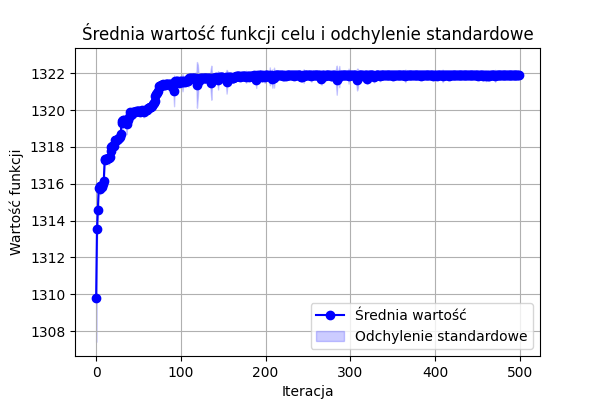 Średnia wartość funkcji celu i odchylenie standardowe
Wartość funkcji
1322
1320
1318
1316
1314
1312
1310
1308
0
100
200
300
400
500
Iteracja
Średnia wartość
Odchylenie standardowe